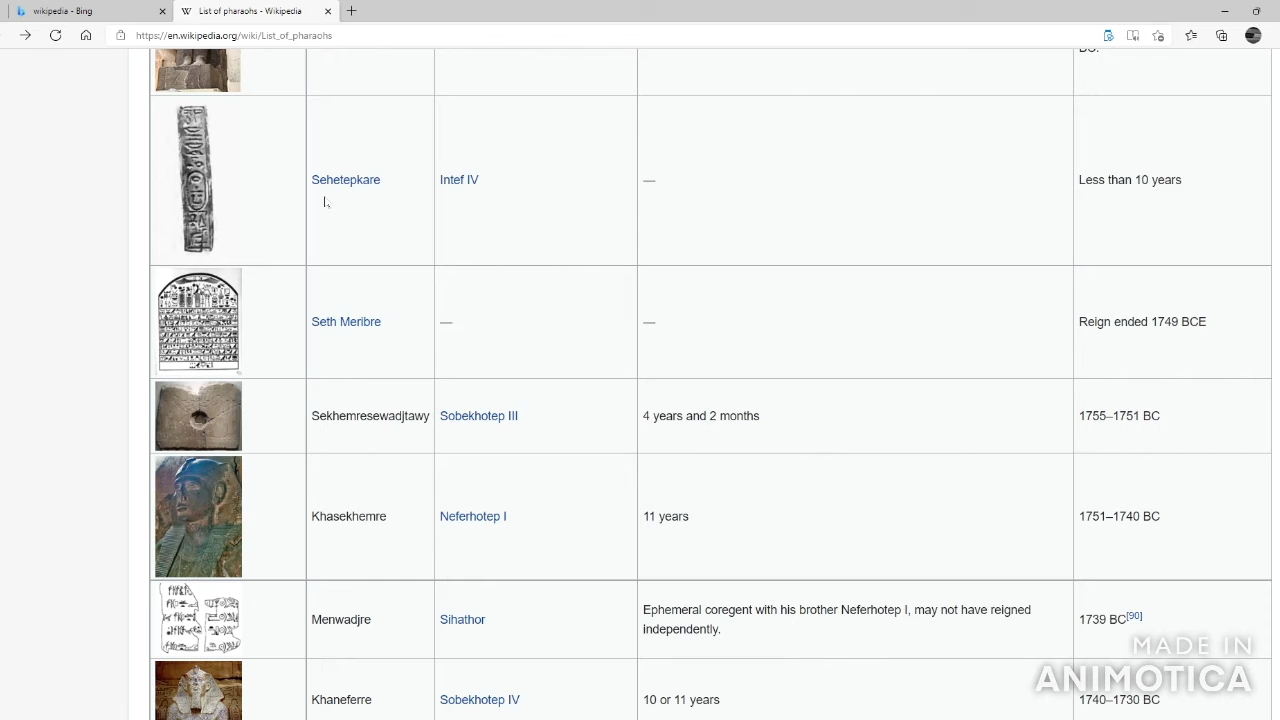 wikipedia - Bing
List of pharaohs - Wikipedia
https://en.wikipedia.org/wiki/List_of_pharaohs
BC.
Sehetepkare
Intef IV
—
Less than 10 years
Seth Meribre
—
—
Reign ended 1749 BCE
Sekhemresewadjtawy
Sobekhotep III
4 years and 2 months
1755–1751 BC
Khasekhemre
Neferhotep I
11 years
1751–1740 BC
Menwadjre
Sihathor
Ephemeral coregent with his brother Neferhotep I, may not have reigned
independently.
1739 BC[90]
Khaneferre
Sobekhotep IV
10 or 11 years
1740–1730 BC
MADE IN
ANIMOTICA